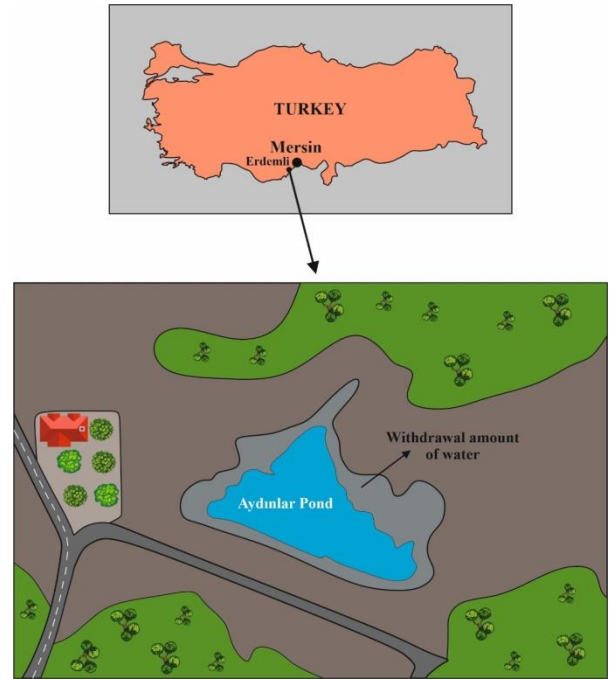 TURKEY
Mersin
Erdemli
Withdrawal amount
of water
Aydınlar Pond